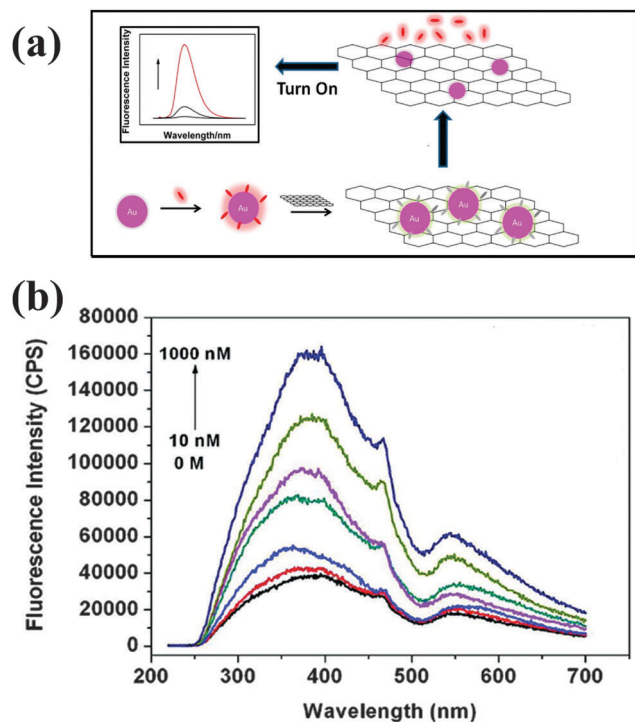 (a)
Fluorescence Intensity
Wavelength/nm
Turn On
Au
Au
Au
Au
Au
(b)
Fluorescence Intensity (CPS)
180000
160000
140000
120000
100000
80000
60000
40000
20000
0
1000 nM
10 nM
0 M
200 300 400 500 600 700
Wavelength (nm)